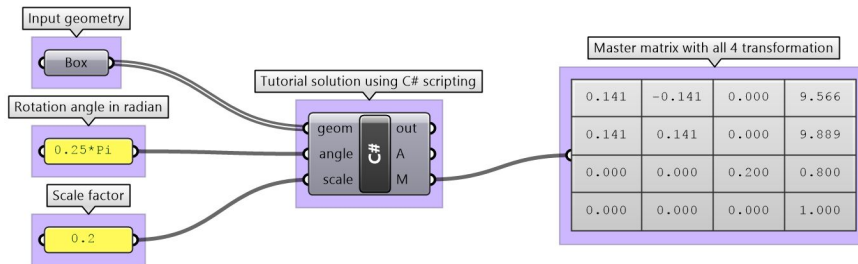 Input geometry
Box
Rotation angle in radian
0.25*Pi
Scale factor
0.2
Tutorial solution using C# scripting
geom C# out
angle A
scale M
Master matrix with all 4 transformation
0.141 -0.141 0.000 9.566
0.141 0.141 0.000 9.889
0.000 0.000 0.200 0.800
0.000 0.000 0.000 1.000